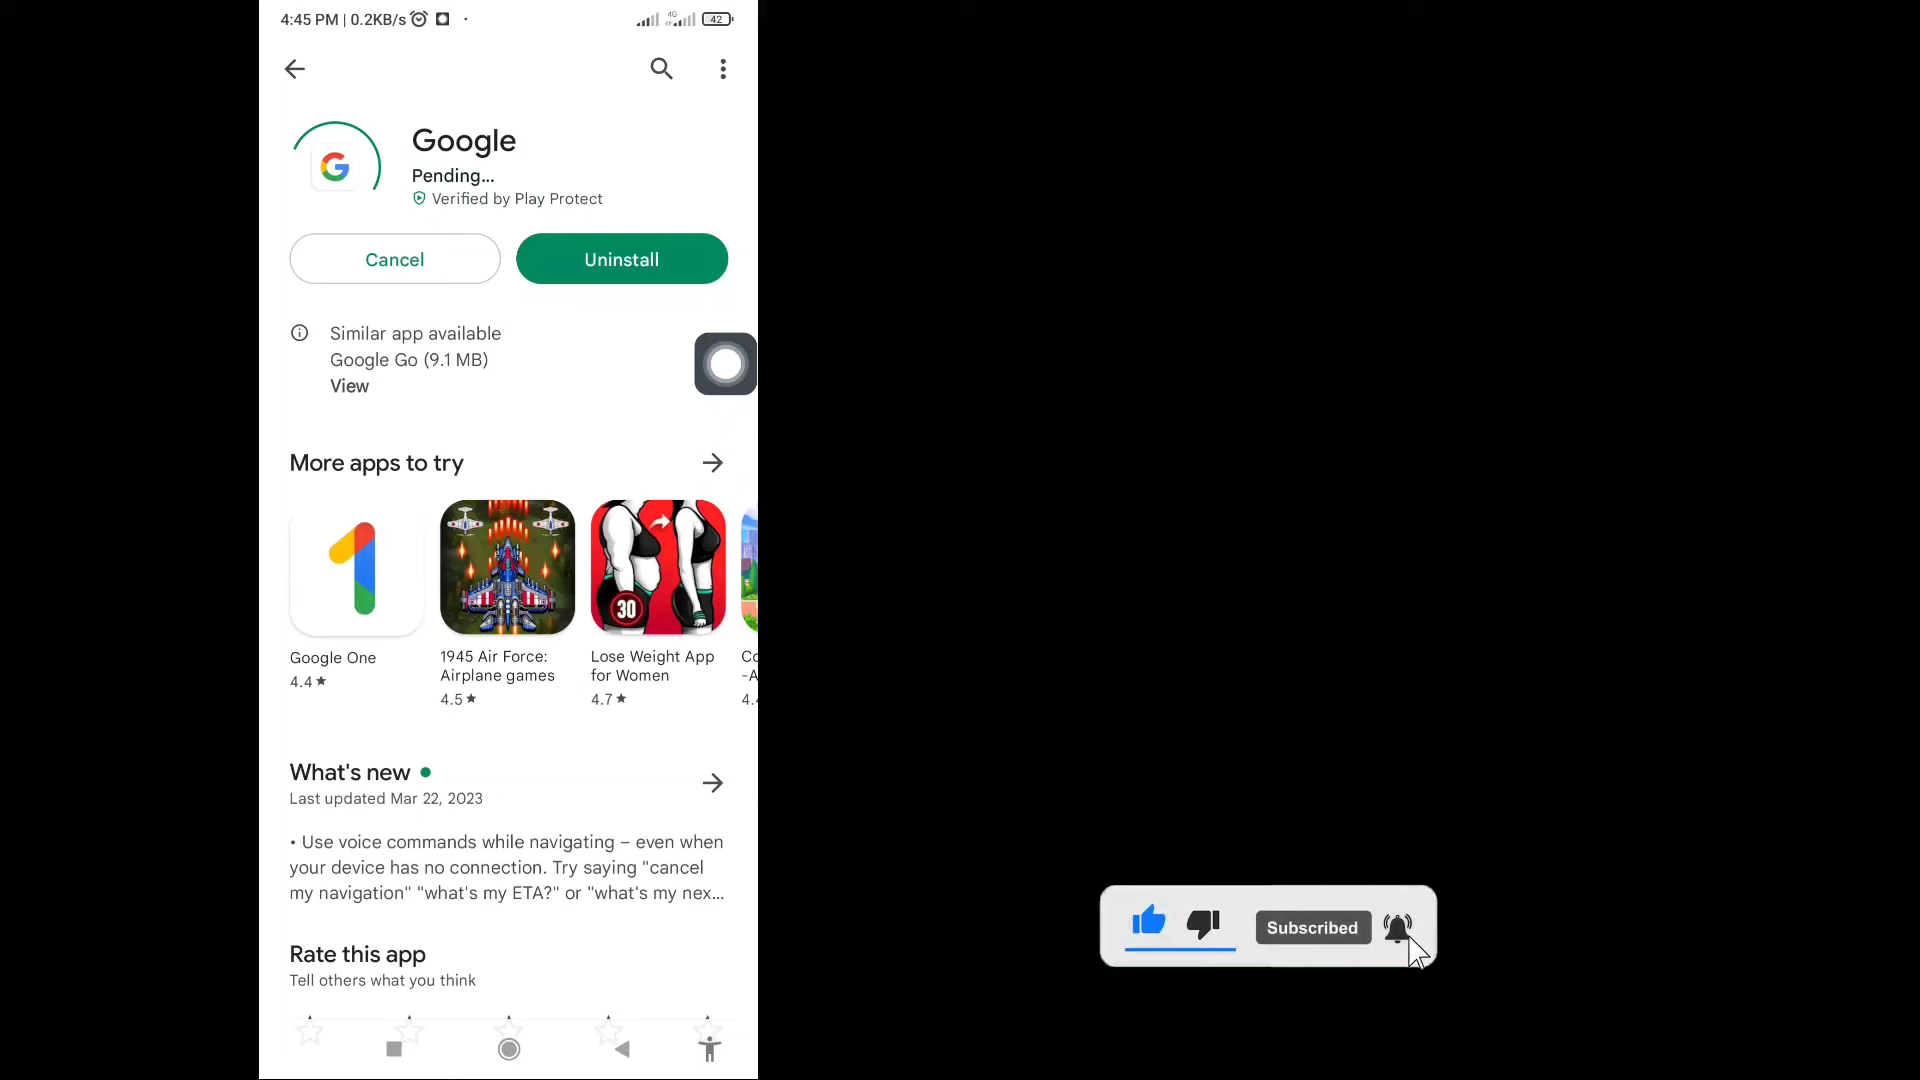 4:45 PM | 0.2KB/s
4G
42
Google
Pending...
Verified by Play Protect
Cancel
Uninstall
Similar app available
Google Go (9.1 MB)
View
More apps to try
30
Google One
4.4★
1945 Air Force:
Airplane games
4.5★
Lose Weight App
for Women
4.7★
What's new
Last updated Mar 22, 2023
• Use voice commands while navigating – even when
your device has no connection. Try saying "cancel
my navigation" "what's my ETA?" or "what's my nex...
Rate this app
Tell others what you think
Subscribed